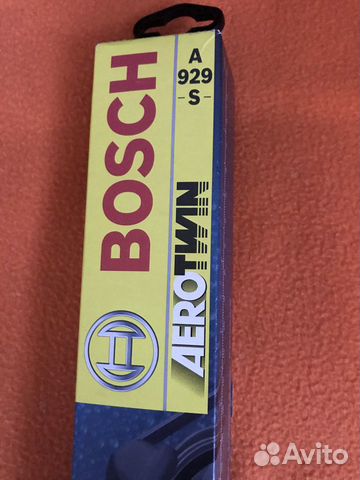 A
929
-S-
BOSCH
AEROTWIN
Avito